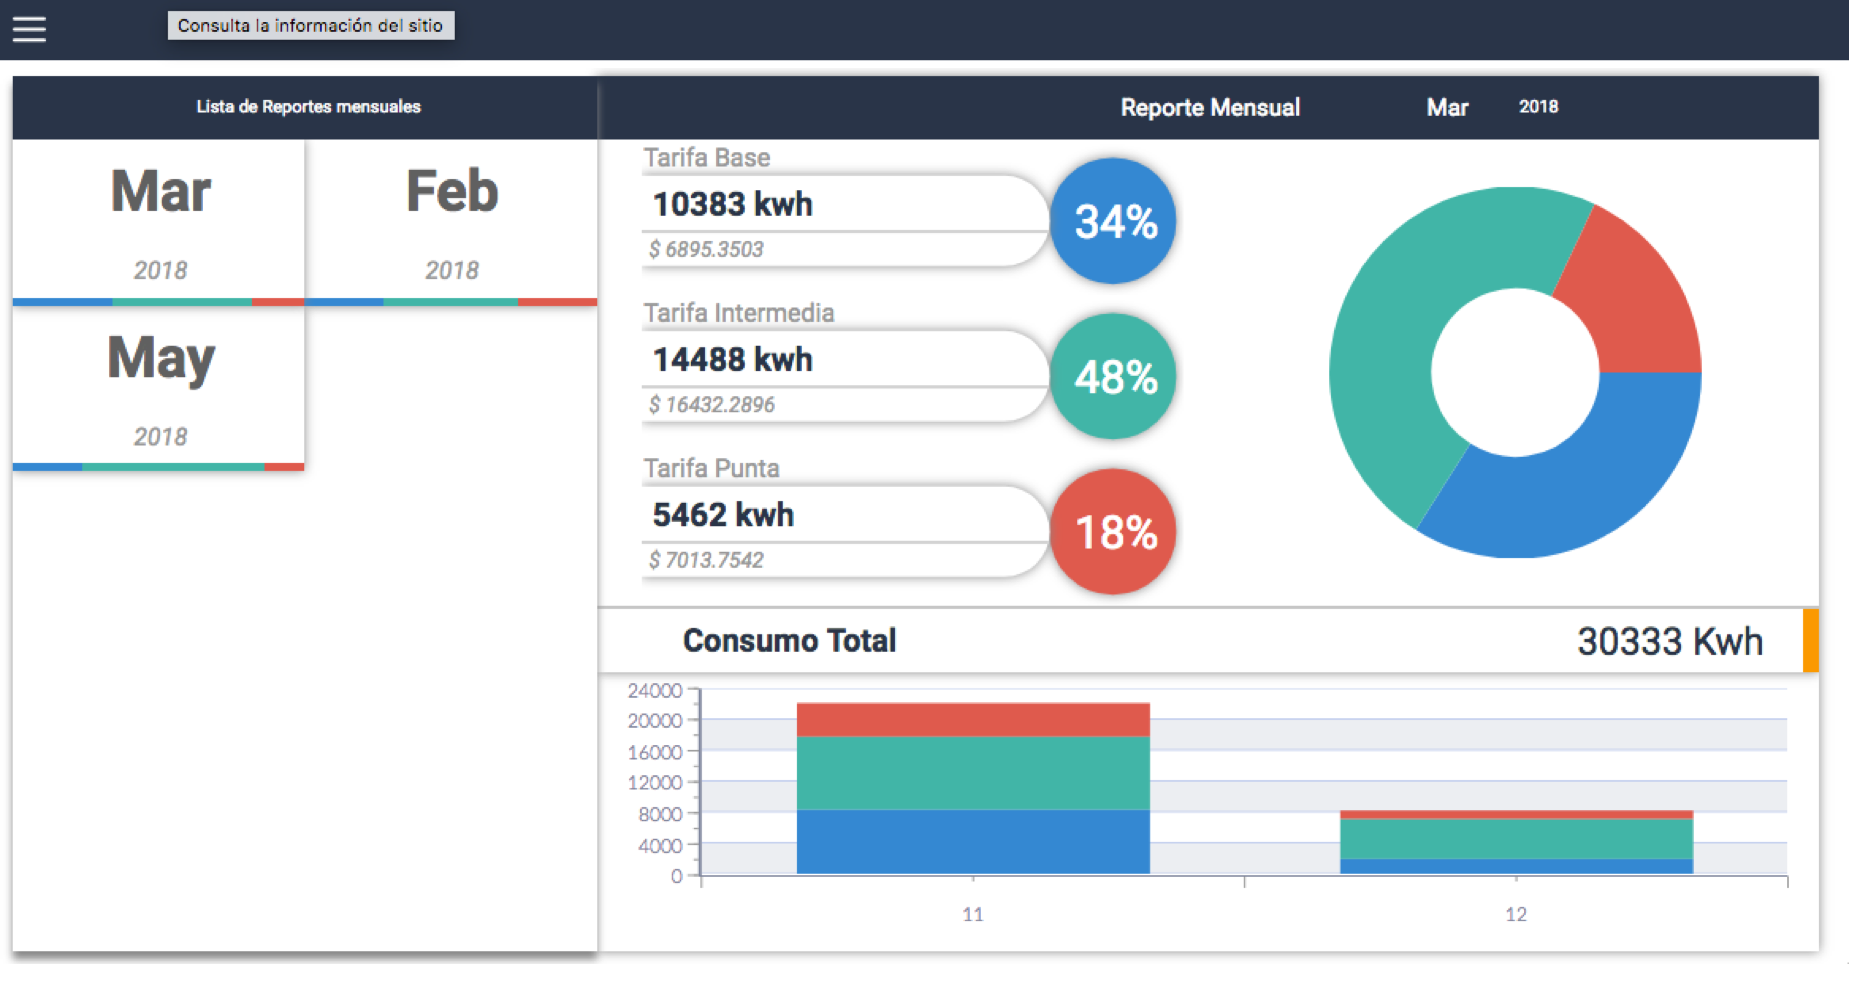 Consulta la información del sitio
Lista de Reportes mensuales
Reporte Mensual Mar 2018
Mar
2018
Feb
2018
May
2018
Tarifa Base
10383 kwh
$ 6895.3503
34%
Tarifa Intermedia
14488 kwh
$ 16432.2896
48%
Tarifa Punta
5462 kwh
$ 7013.7542
18%
Consumo Total 30333 Kwh
24000
20000
16000
12000
8000
4000
0
11 12